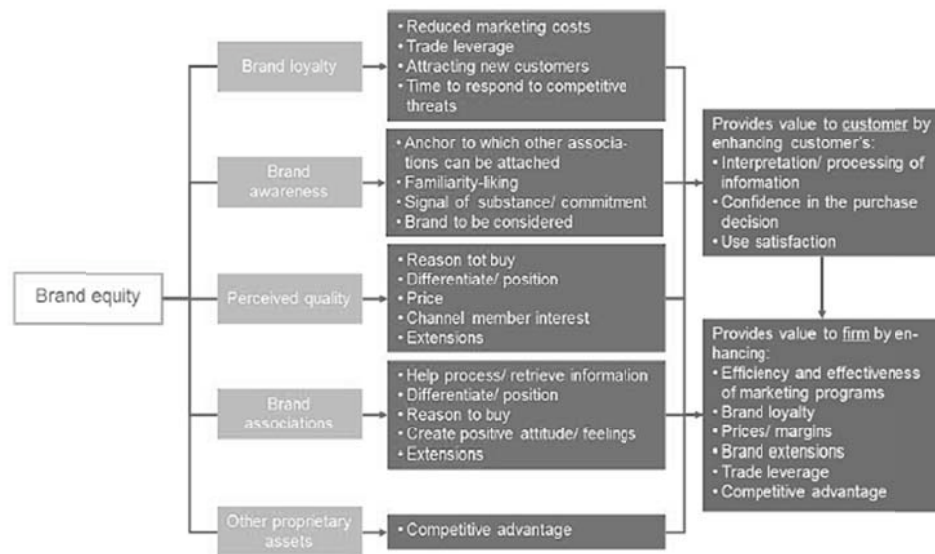 Brand equity
Brand loyalty
• Reduced marketing costs
• Trade leverage
• Attracting new customers
• Time to respond to competitive
threats
Brand
awareness
• Anchor to which other associa-
tions can be attached
• Familiarity-liking
• Signal of substance/ commitment
• Brand to be considered
Perceived quality
• Reason tot buy
• Differentiate/ position
• Price
• Channel member interest
• Extensions
Brand
associations
• Help process/ retrieve information
• Differentiate/ position
• Reason to buy
• Create positive attitude/ feelings
• Extensions
Other proprietary
assets
• Competitive advantage
Provides value to customer by
enhancing customer's:
• Interpretation/ processing of
information
• Confidence in the purchase
decision
• Use satisfaction
Provides value to firm by en-
hancing:
• Efficiency and effectiveness
of marketing programs
• Brand loyalty
• Prices/ margins
• Brand extensions
• Trade leverage
• Competitive advantage